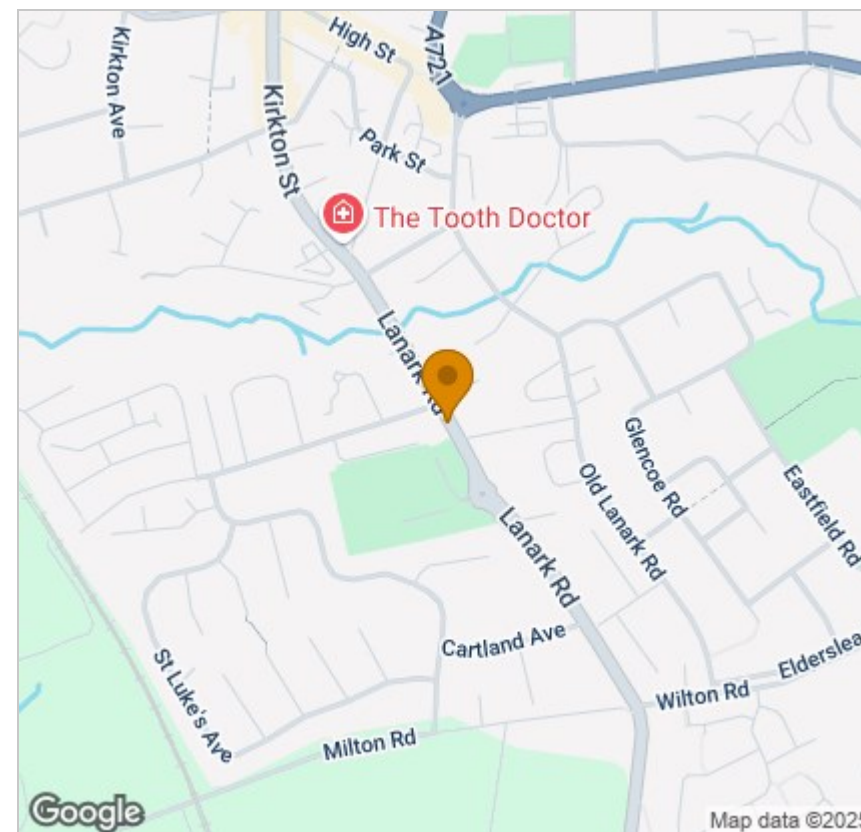 High St
A721
Kirkton Ave
Kirkton St
Park St
The Tooth Doctor
Lanark Rd
Glencoe Rd
Old Lanark Rd
Eastfield Rd
Lanark Rd
Cartland Ave
St Luke's Ave
Elderslea
Wilton Rd
Milton Rd
Google
Map data ©2025